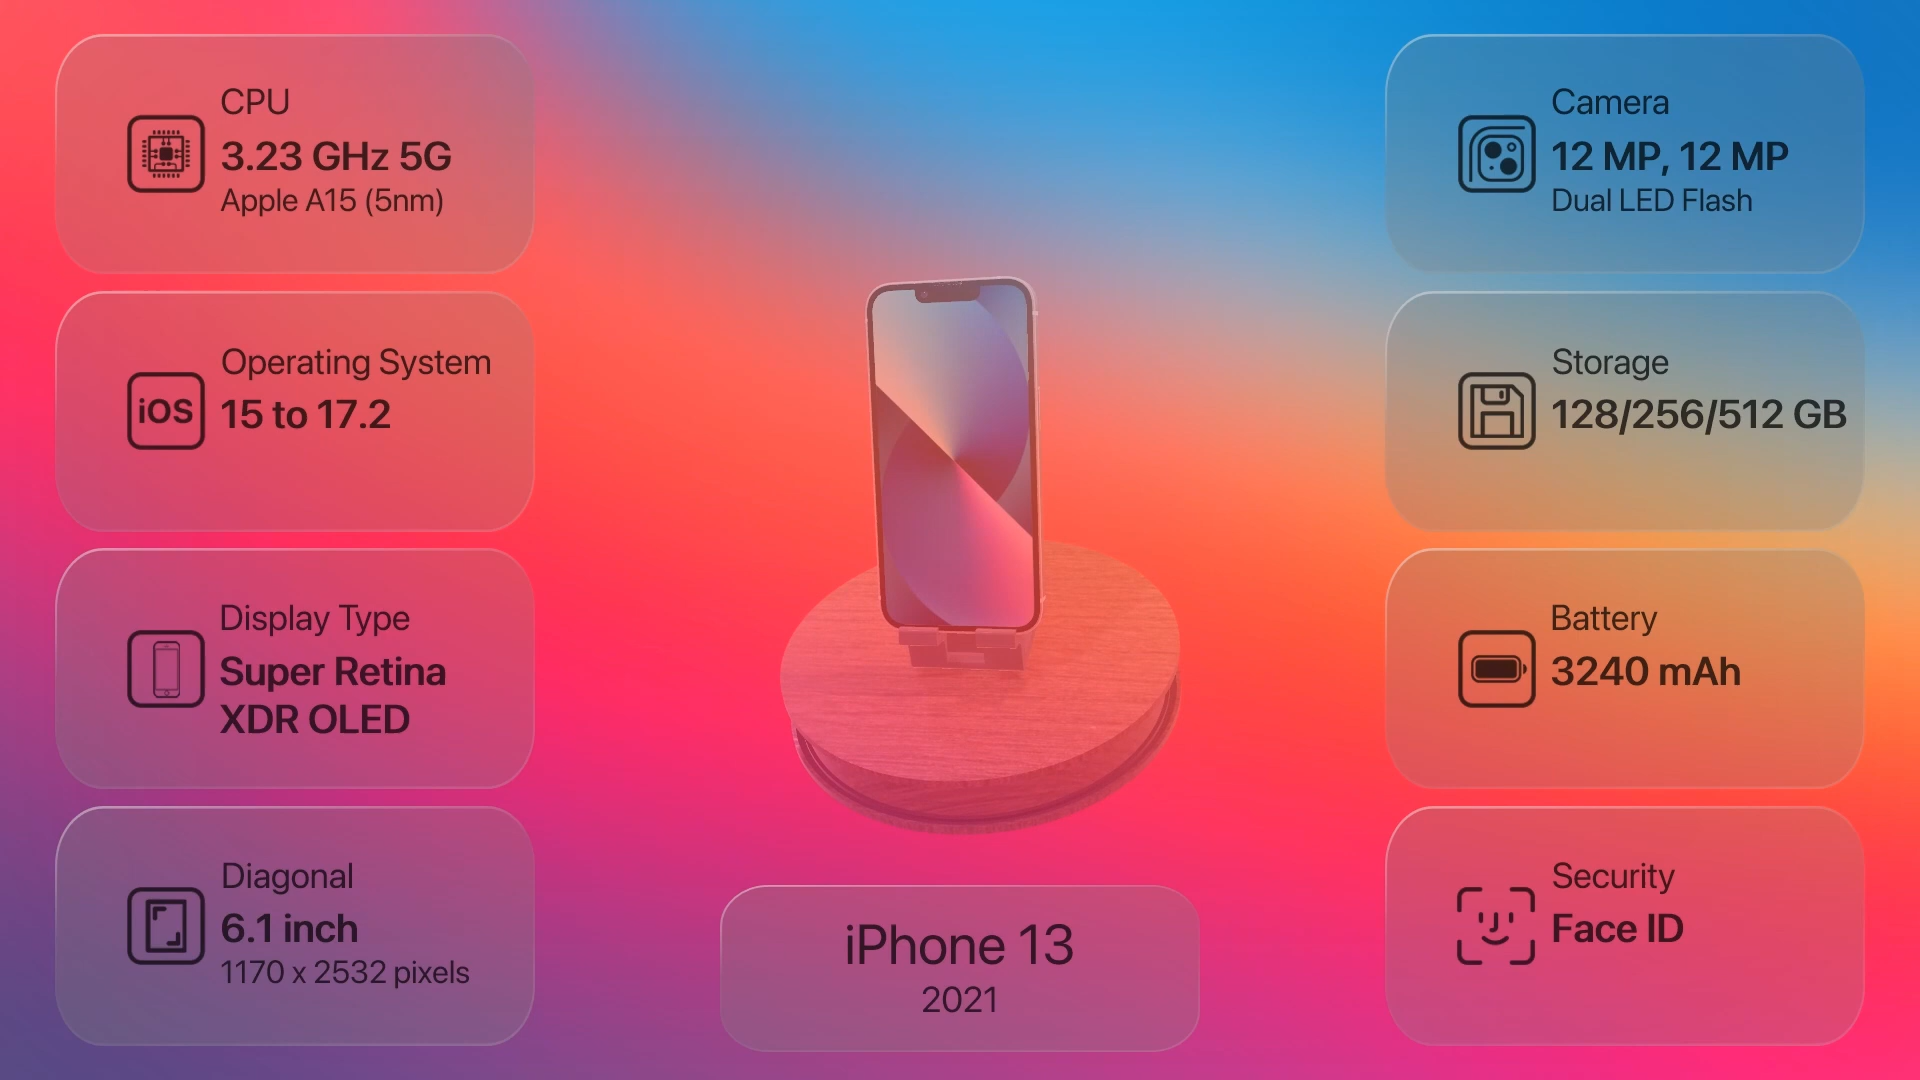 CPU
3.23 GHz 5G
Apple A15 (5nm)
iOS
Operating System
15 to 17.2
Display Type
Super Retina
XDR OLED
Diagonal
6.1 inch
1170 x 2532 pixels
iPhone 13
2021
Camera
12 MP, 12 MP
Dual LED Flash
Storage
128/256/512 GB
Battery
3240 mAh
Security
Face ID